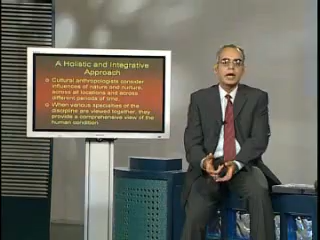 A Holistic and Integrative
Approach
Cultural anthropologists consider
influences of nature and nurture,
across all locations and across
different periods of time.
When various specialties of the
discipline are viewed together, they
provide a comprehensive view of the
human condition.